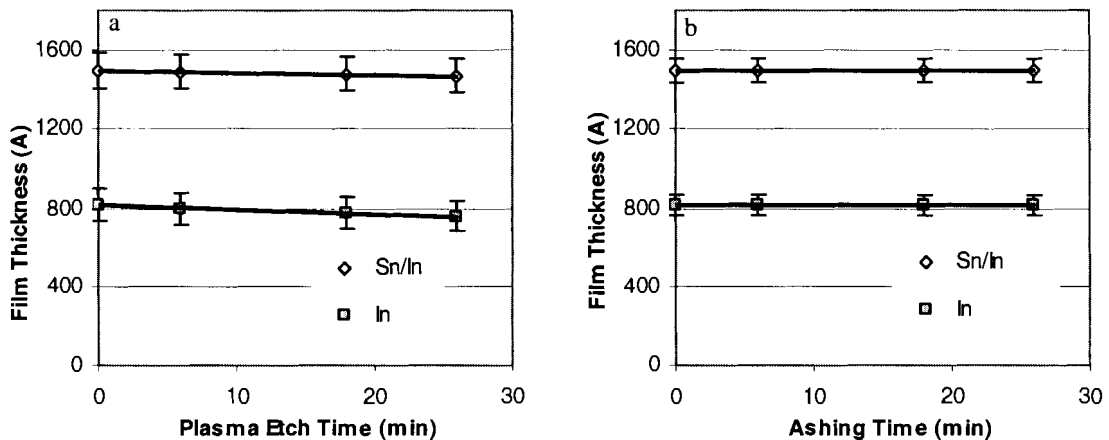 a
1600
1200
800
400
0
Film Thickness (A)
Sn/In
In
0
10
20
30
Plasma Etch Time (min)
b
1600
1200
800
400
0
Film Thickness (A)
Sn/In
In
0
10
20
30
Ashing Time (min)